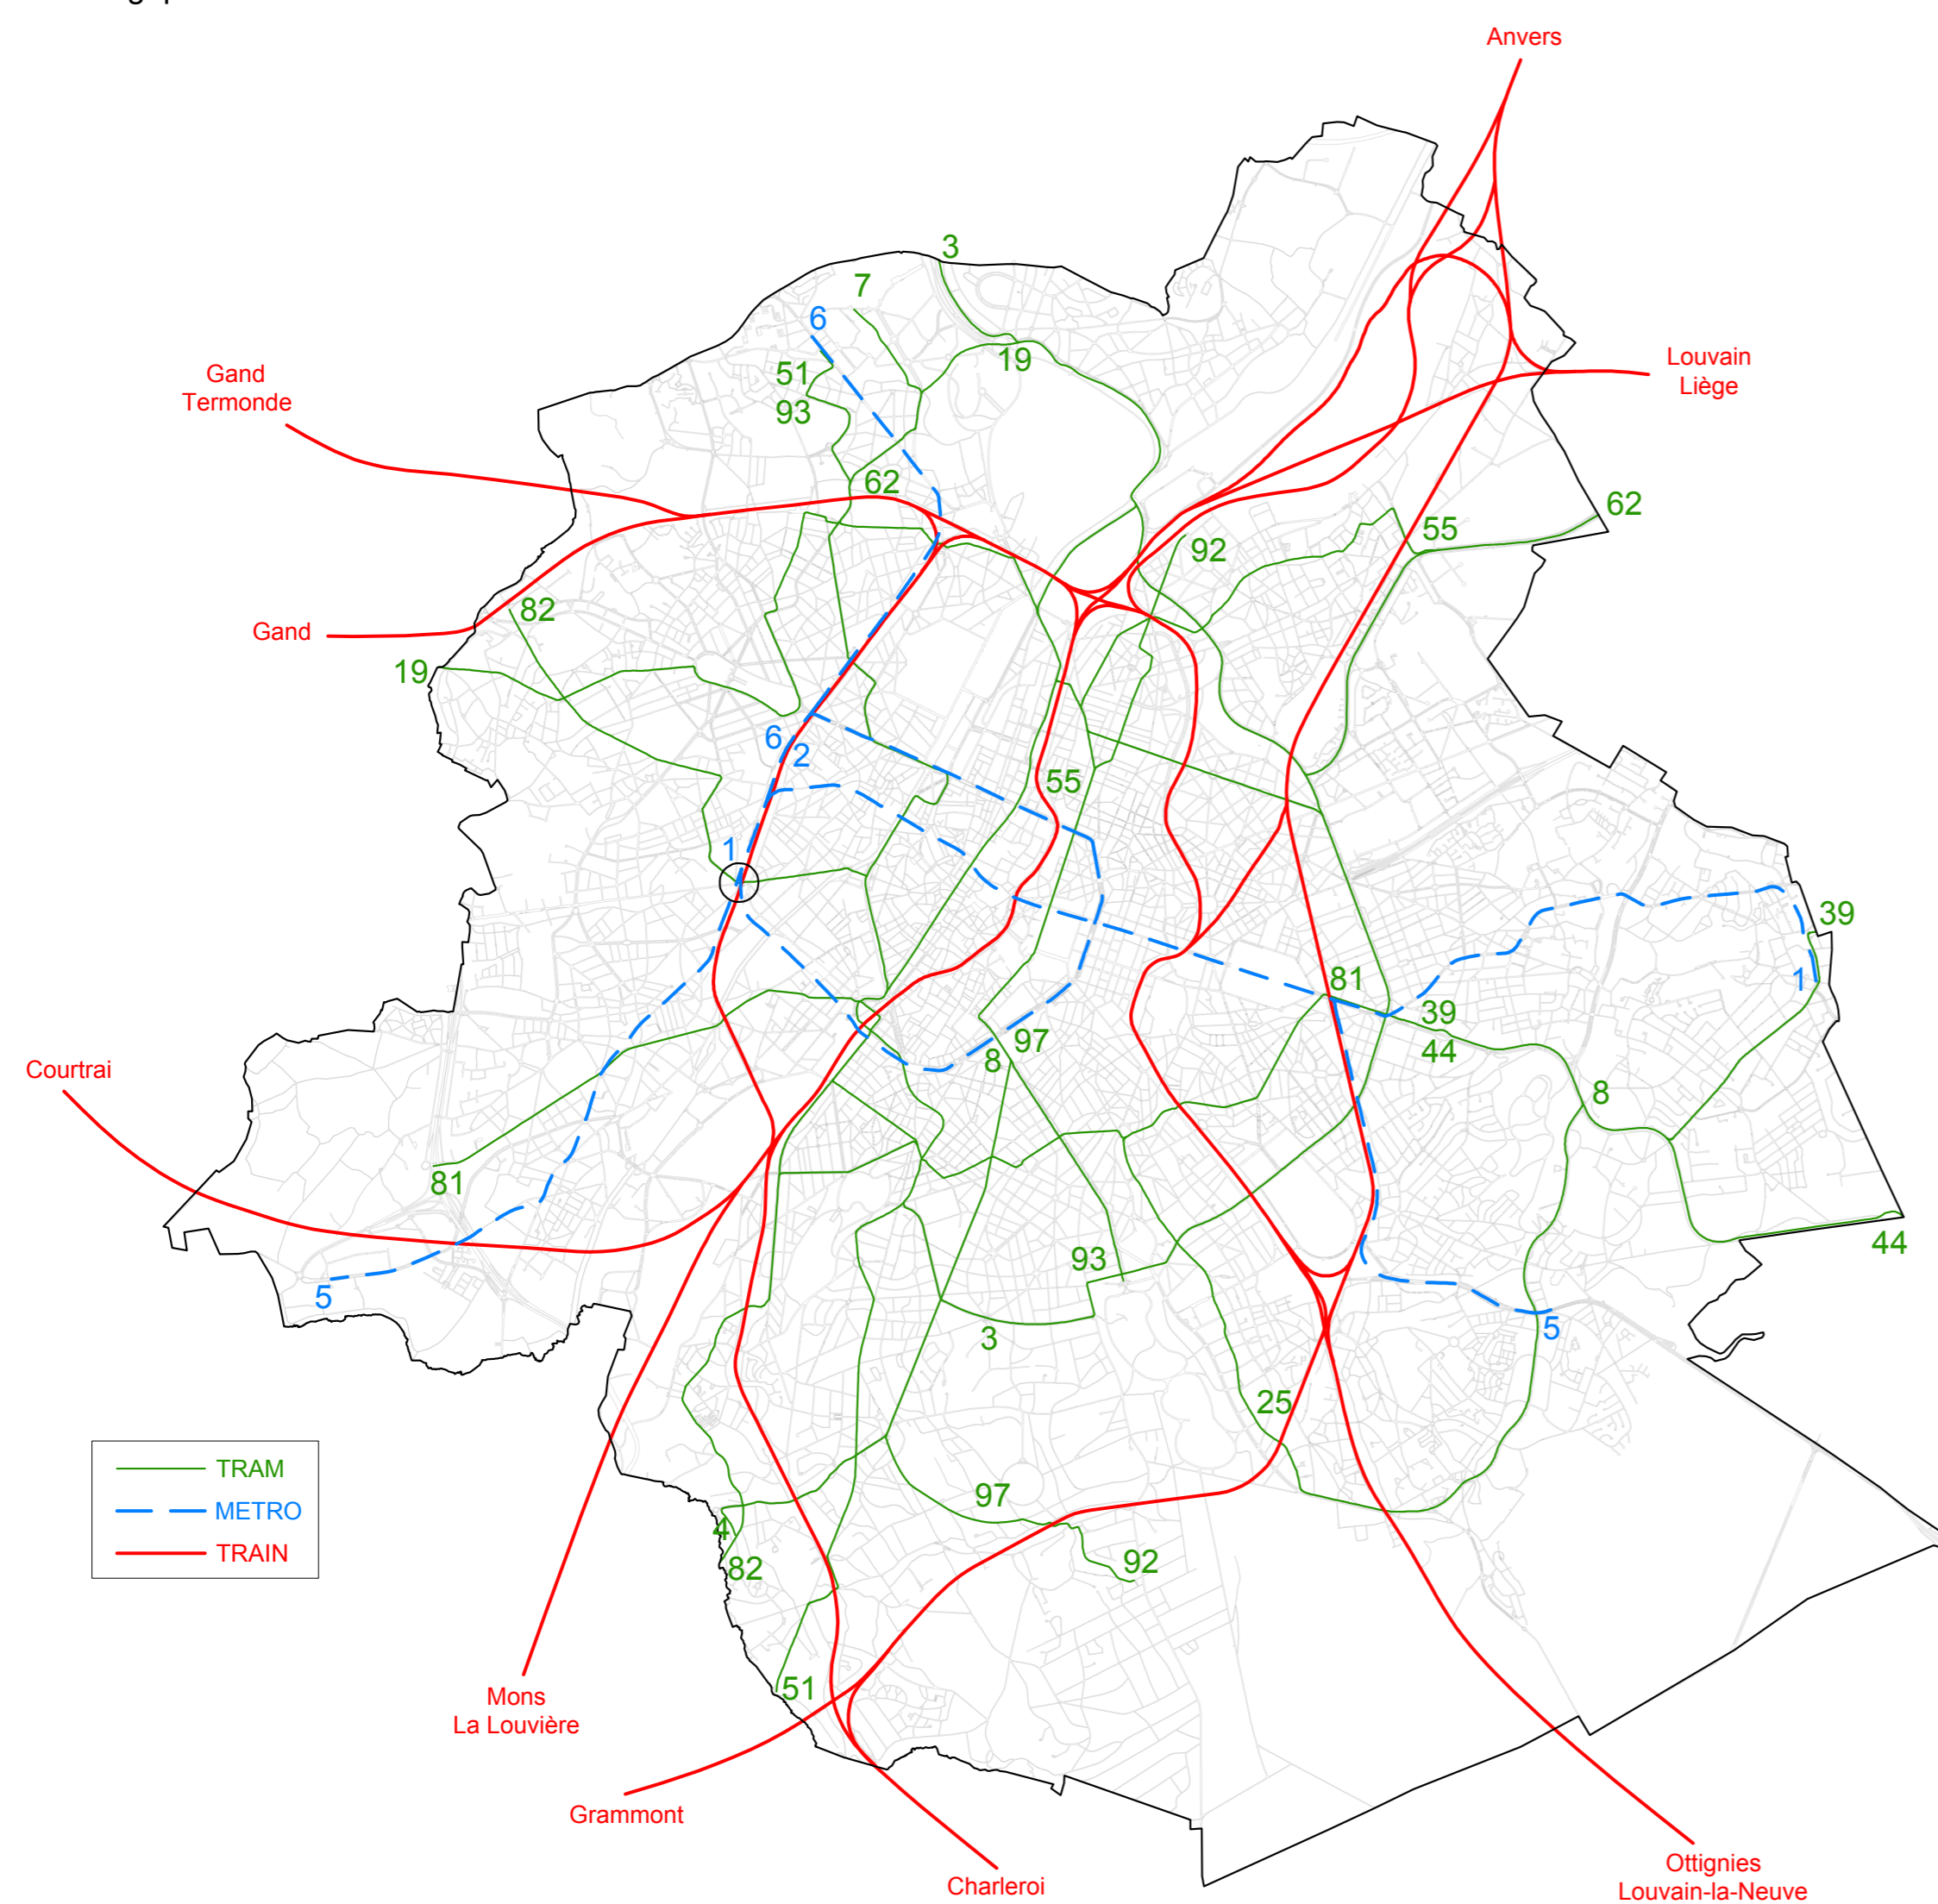 Anvers
3
7
6
19
51
93
Gand
Termonde
Louvain
Liège
62
62
55
92
82
Gand
19
6
2
55
1
39
1
81
39
44
97
8
8
Courtrai
81
44
93
5
5
3
25
TRAM
METRO
TRAIN
97
4
82
92
51
Mons
La Louvière
Grammont
Charleroi
Ottignies
Louvain-la-Neuve